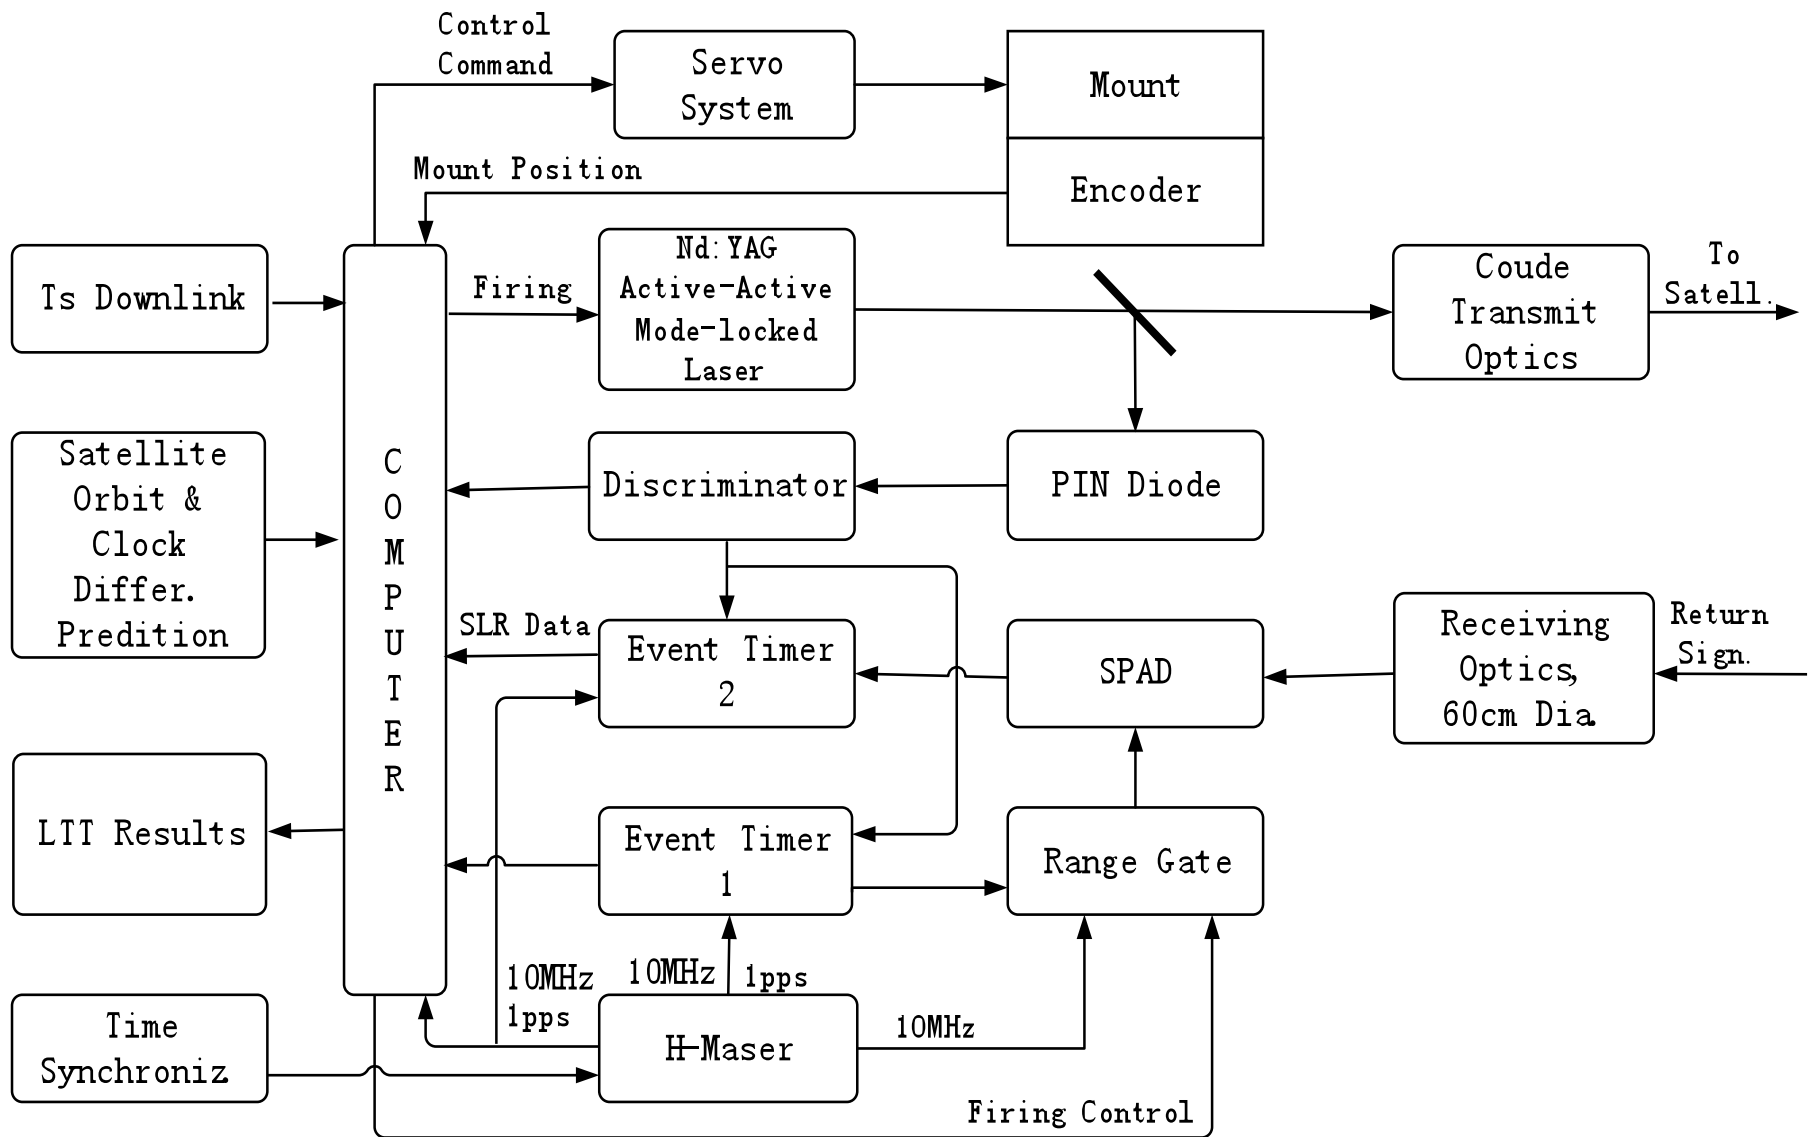 Control
Command
Servo
System
Mount
Mount Position
Encoder
Ts Downlink
Firing
Nd:YAG
Active-Active
Mode-locked
Laser
Coude
Transmit
Optics
To
Satell.
Satellite
Orbit &
Clock
Differ.
Predition
C
O
M
P
U
T
E
R
Discriminator
PIN Diode
SLR Data
Event Timer
2
SPAD
Receiving
Optics,
60cm Dia.
Return
Sign.
LTT Results
Event Timer
1
Range Gate
10MHz
1pps
10MHz 1pps
Time
Synchroniz.
H-Maser
10MHz
Firing Control